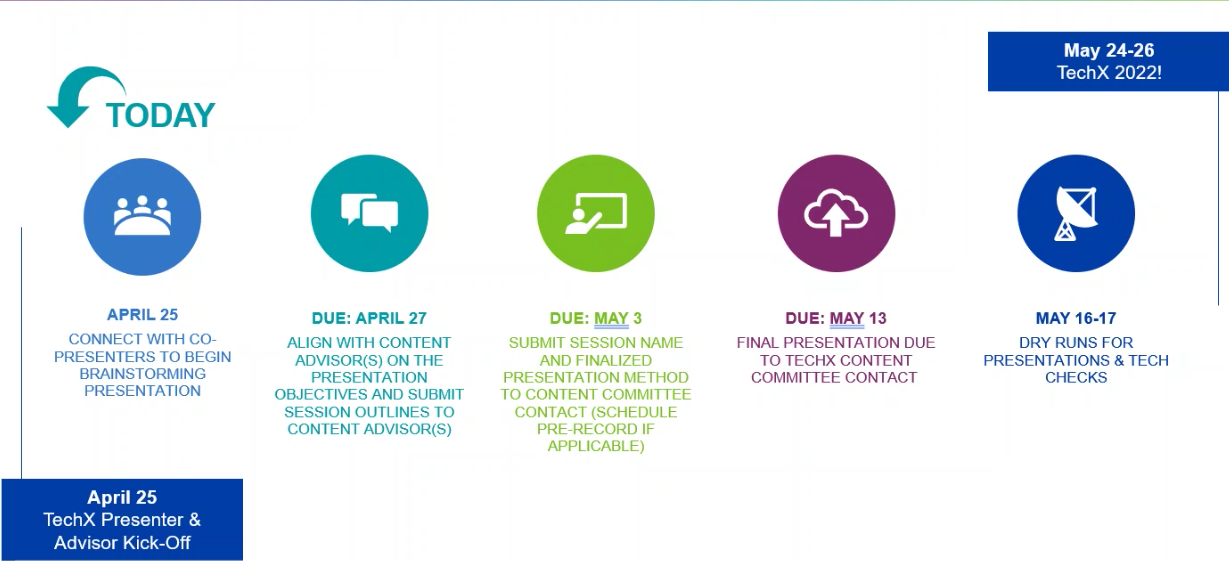 May 24-26
TechX 2022!
TODAY
APRIL 25
CONNECT WITH CO-
PRESENTERS TO BEGIN
BRAINSTORMING
PRESENTATION
DUE: APRIL 27
ALIGN WITH CONTENT
ADVISOR(S) ON THE
PRESENTATION
OBJECTIVES AND SUBMIT
SESSION OUTLINES TO
CONTENT ADVISOR(S)
DUE: MAY 3
SUBMIT SESSION NAME
AND FINALIZED
PRESENTATION METHOD
TO CONTENT COMMITTEE
CONTACT (SCHEDULE
PRE-RECORD IF
APPLICABLE)
DUE: MAY 13
FINAL PRESENTATION DUE
TO TECHX CONTENT
COMMITTEE CONTACT
MAY 16-17
DRY RUNS FOR
PRESENTATIONS & TECH
CHECKS
April 25
TechX Presenter &
Advisor Kick-Off